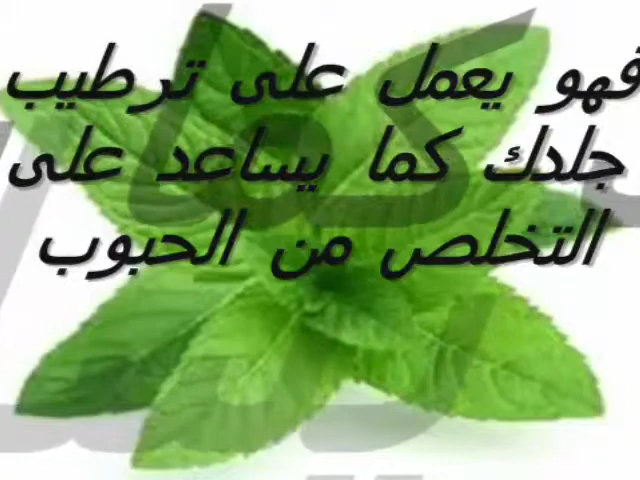 فهو يعمل على ترطيب
جلدك كما يساعد على
التخلص من الحبوب